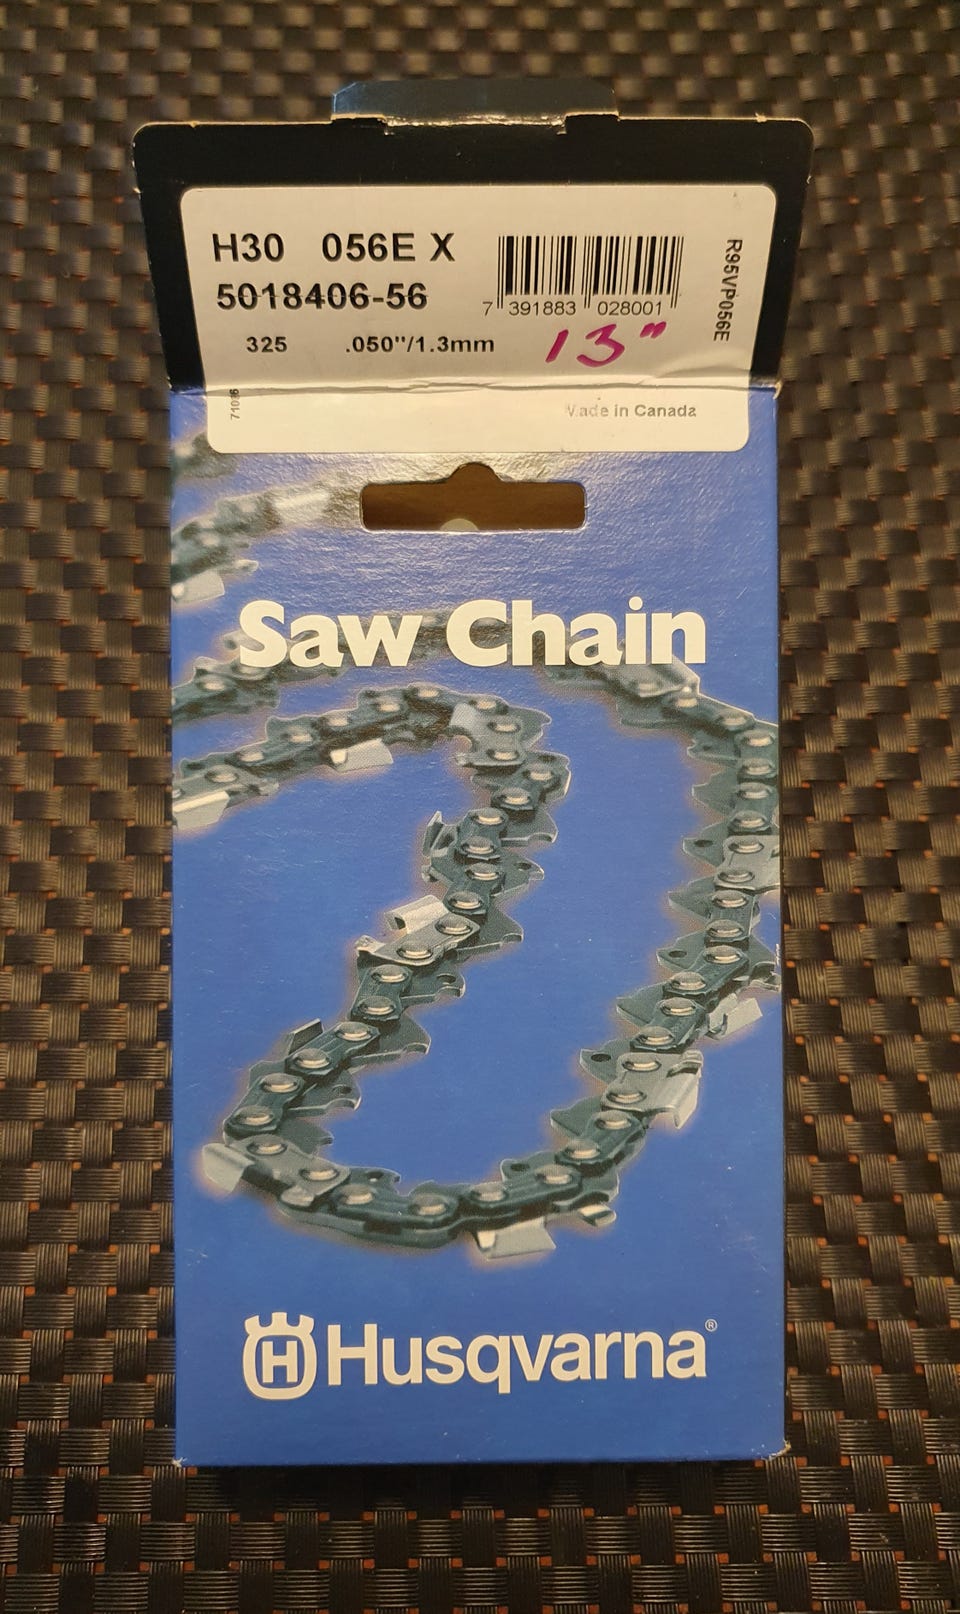 H30 056E X
5018406-56
325 .050"/1.3mm
7 391883 028001
13"
R95VP056E
Made in Canada
Saw Chain
H Husqvarna®